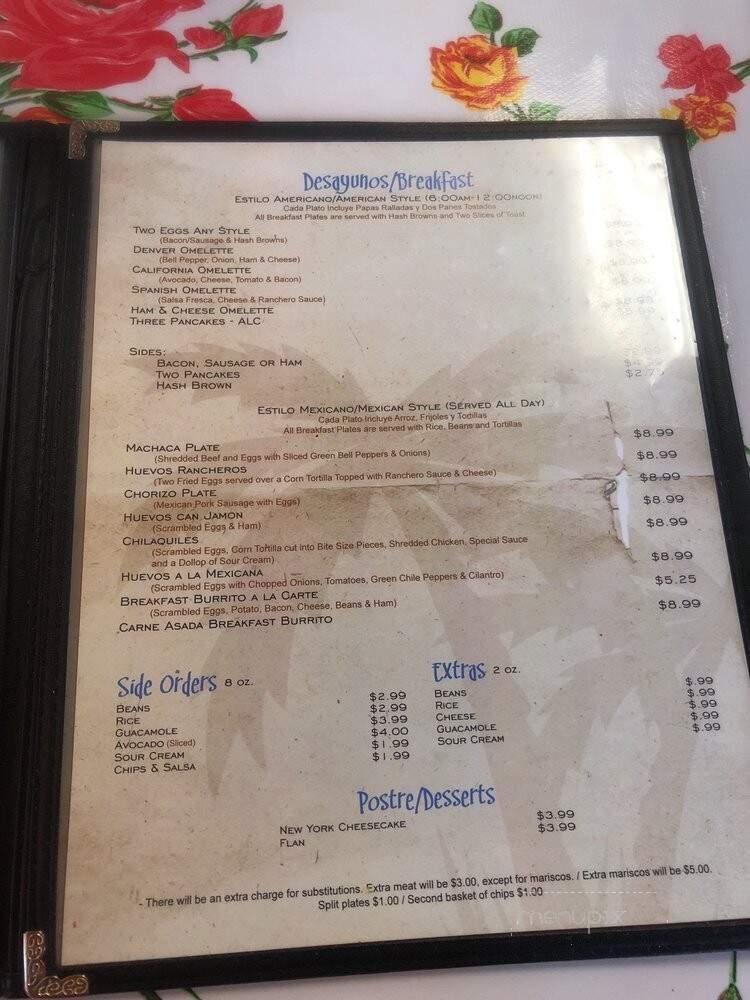 Desayunos/Breakfast
Estilo Americano/American Style (6:00am-12:00noon)
Cada Plato Incluye Papas Ralladas y Dos Panes Tostados
All Breakfast Plates are served with Hash Browns and Two Slices of Toast
Two Eggs Any Style
(Bacon/Sausage & Hash Browns)
Denver Omelette
(Bell Pepper, Onion, Ham & Cheese)
California Omelette
(Avocado, Cheese, Tomato & Bacon)
Spanish Omelette
(Salsa Fresca, Cheese & Ranchero Sauce)
Ham & Cheese Omelette
Three Pancakes - ALC
Sides:
Bacon, Sausage or Ham
Two Pancakes
Hash Brown $2.75
Estilo Mexicano/Mexican Style (Served All Day)
Cada Plato Incluye Arroz, Frijoles y Tortillas
All Breakfast Plates are served with Rice, Beans and Tortillas
Machaca Plate $8.99
(Shredded Beef and Eggs with Sliced Green Bell Peppers & Onions)
Huevos Rancheros $8.99
(Two Fried Eggs served over a Corn Tortilla Topped with Ranchero Sauce & Cheese)
Chorizo Plate $8.99
(Mexican Pork Sausage with Eggs)
Huevos can Jamon $8.99
(Scrambled Eggs & Ham)
Chilaquiles $8.99
(Scrambled Eggs, Corn Tortilla cut into Bite Size Pieces, Shredded Chicken, Special Sauce
and a Dollop of Sour Cream)
Huevos a la Mexicana $8.99
(Scrambled Eggs with Chopped Onions, Tomatoes, Green Chile Peppers & Cilantro)
Breakfast Burrito a la Carte $5.25
(Scrambled Eggs, Potato, Bacon, Cheese, Beans & Ham)
Carne Asada Breakfast Burrito $8.99
Side Orders 8 oz.
Beans $2.99
Rice $2.99
Guacamole $3.99
Avocado (Sliced) $4.00
Sour Cream $1.99
Chips & Salsa $1.99
Extras 2 oz.
Beans $.99
Rice $.99
Cheese $.99
Guacamole $.99
Sour Cream $.99
Postre/Desserts
New York Cheesecake $3.99
Flan $3.99
- There will be an extra charge for substitutions. Extra meat will be $3.00, except for mariscos. / Extra mariscos will be $5.00.
Split plates $1.00 / Second basket of chips $1.00
menupix